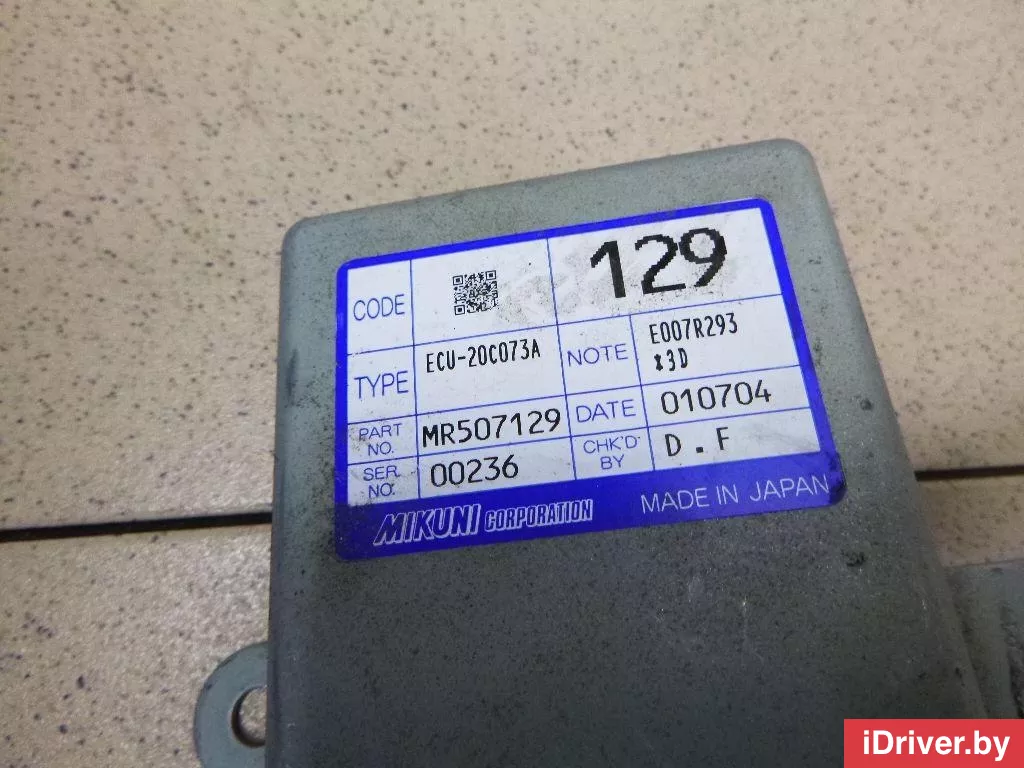 CODE 129
TYPE ECU-20C073A NOTE E007R293
*3D
PART NO. MR507129 DATE 010704
SER. NO. 00236 CHK'D BY D.F
MIKUNI CORPORATION MADE IN JAPAN
iDriver.by